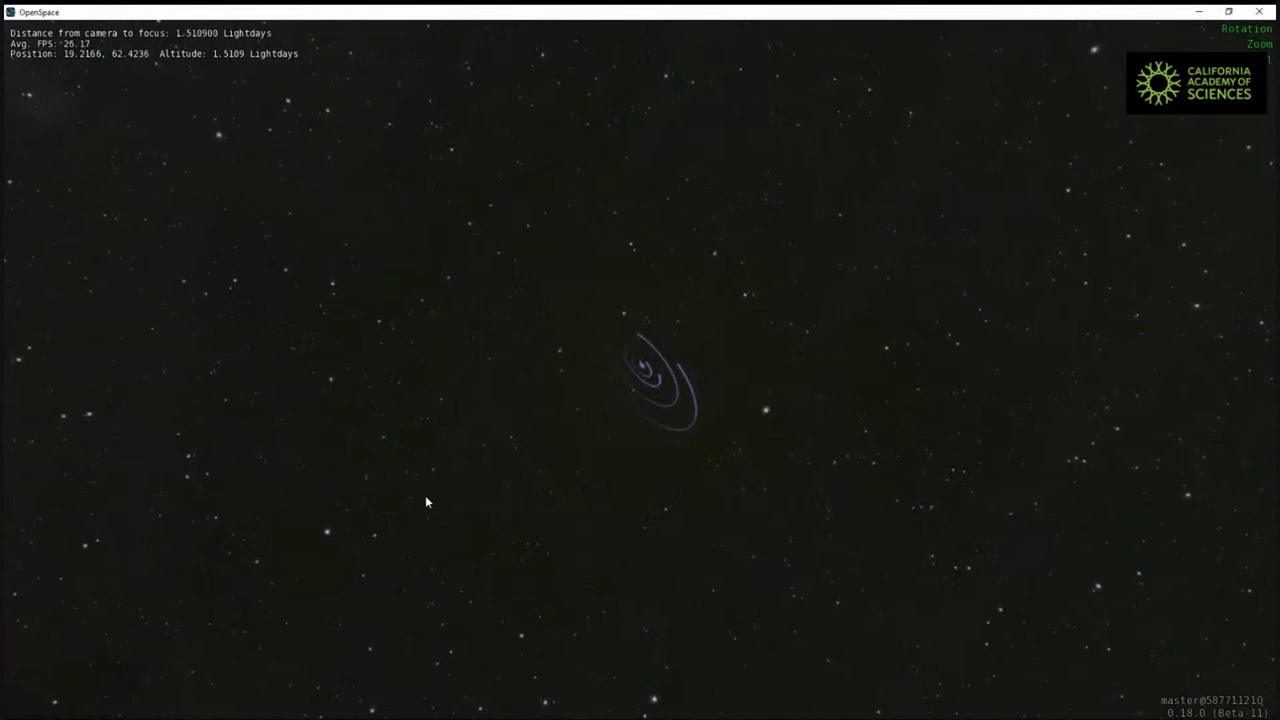 OpenSpace
Distance from camera to focus: 1.510900 Lightdays
Avg. FPS: 26.17
Position: 19.2166, 62.4236  Altitude: 1.5109 Lightdays
Rotation
Zoom
CALIFORNIA
ACADEMY OF
SCIENCES
master@587711210
0.18.0 (Beta-11)